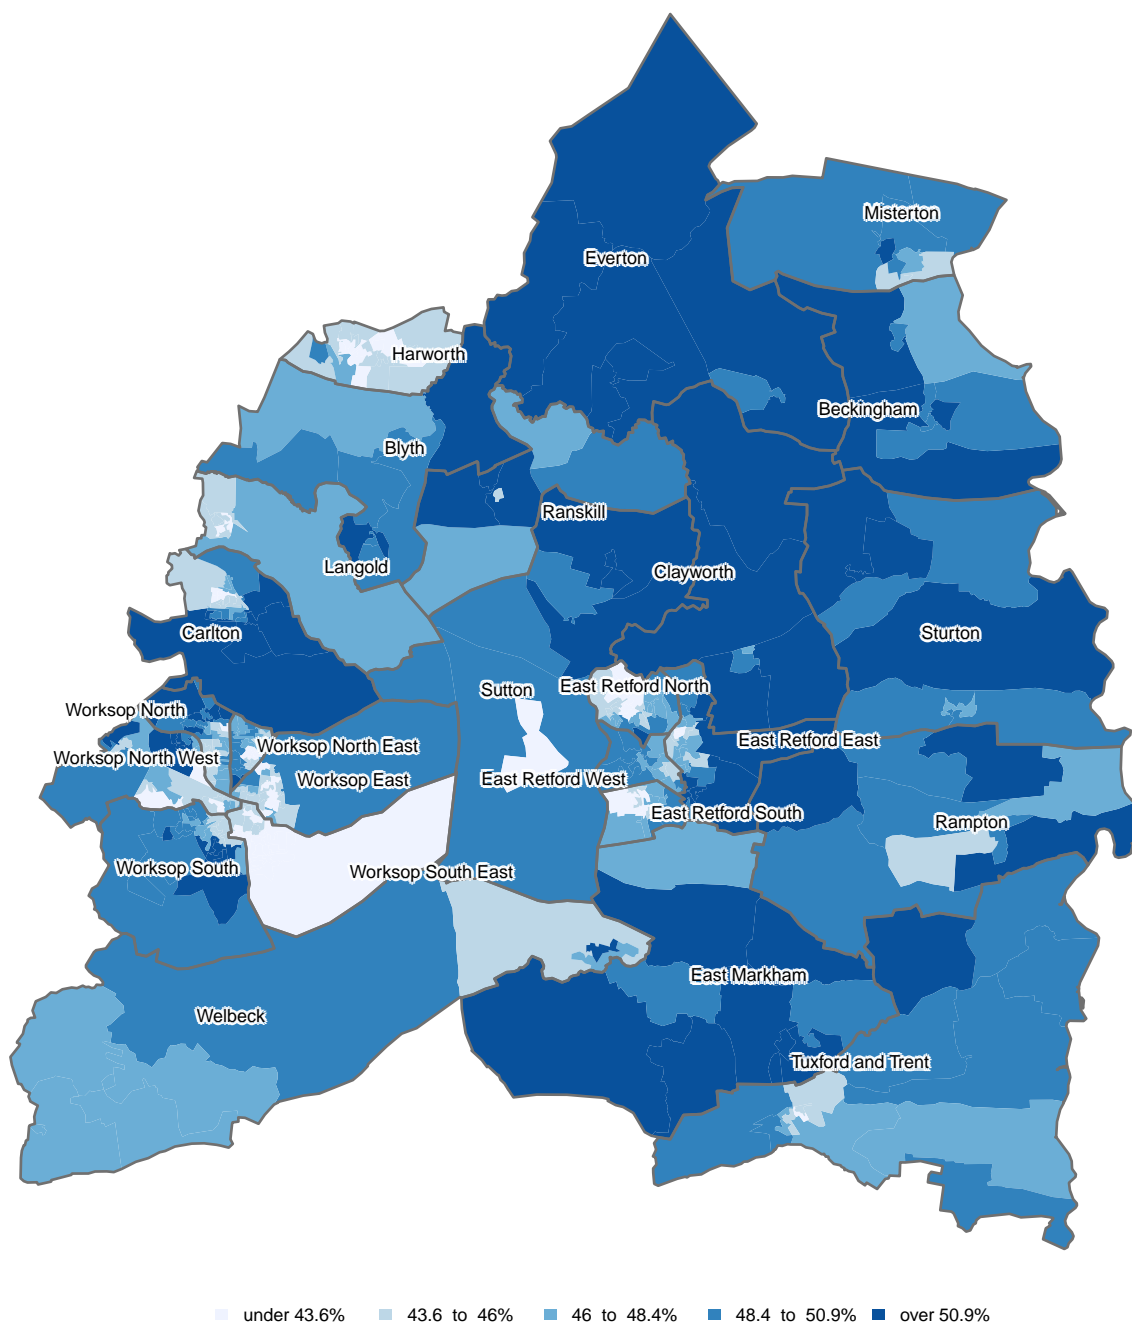 Misterton
Everton
Harworth
Beckingham
Blyth
Ranskill
Langold
Clayworth
Carlton
Sturton
Sutton
East Retford North
Worksop North
East Retford East
Worksop North East
Worksop North West
Worksop East
East Retford West
East Retford South
Rampton
Worksop South
Worksop South East
East Markham
Welbeck
Tuxford and Trent
under 43.6% 43.6 to 46% 46 to 48.4% 48.4 to 50.9% over 50.9%